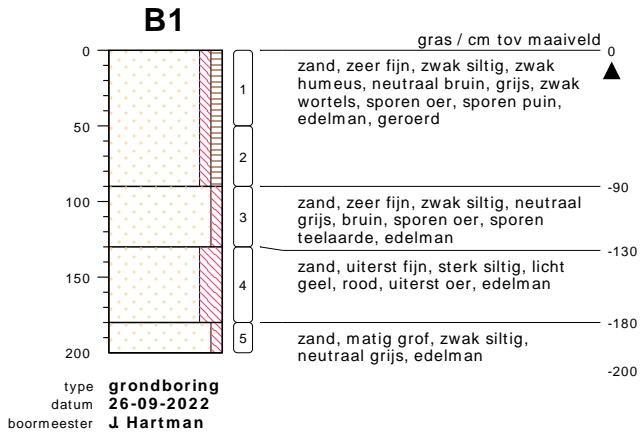 B1
gras / cm tov maaiveld
0
0
zand, zeer fijn, zwak siltig, zwak
humeus, neutraal bruin, grijs, zwak
wortels, sporen oer, sporen puin,
edelman, geroerd
1
50
2
-90
100
3
zand, zeer fijn, zwak siltig, neutraal
grijs, bruin, sporen oer, sporen
teelaarde, edelman
-130
150
4
zand, uiterst fijn, sterk siltig, licht
geel, rood, uiterst oer, edelman
-180
200
5
zand, matig grof, zwak siltig,
neutraal grijs, edelman
-200
type grondboring
datum 26-09-2022
boormeester J. Hartman